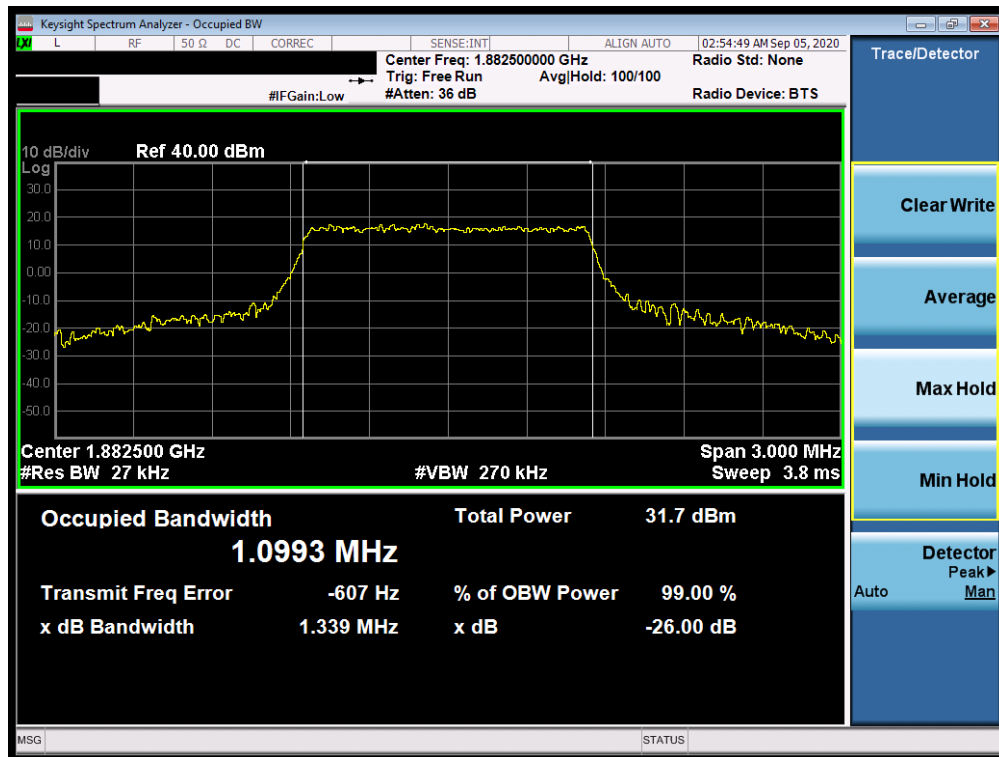 Keysight Spectrum Analyzer - Occupied BW
LXI L RF 50 Ω DC CORREC SENSE:INT ALIGN AUTO 02:54:49 AM Sep 05, 2020
Center Freq: 1.882500000 GHz Radio Std: None
Trig: Free Run Avg|Hold: 100/100
#IFGain:Low #Atten: 36 dB Radio Device: BTS
10 dB/div Ref 40.00 dBm
Log
30.0
20.0
10.0
0.00
-10.0
-20.0
-30.0
-40.0
-50.0
Center 1.882500 GHz Span 3.000 MHz
#Res BW 27 kHz #VBW 270 kHz Sweep 3.8 ms
Occupied Bandwidth Total Power 31.7 dBm
1.0993 MHz
Transmit Freq Error -607 Hz % of OBW Power 99.00 %
x dB Bandwidth 1.339 MHz x dB -26.00 dB
Trace/Detector
Clear Write
Average
Max Hold
Min Hold
Detector
Peak▶
Auto Man
MSG STATUS